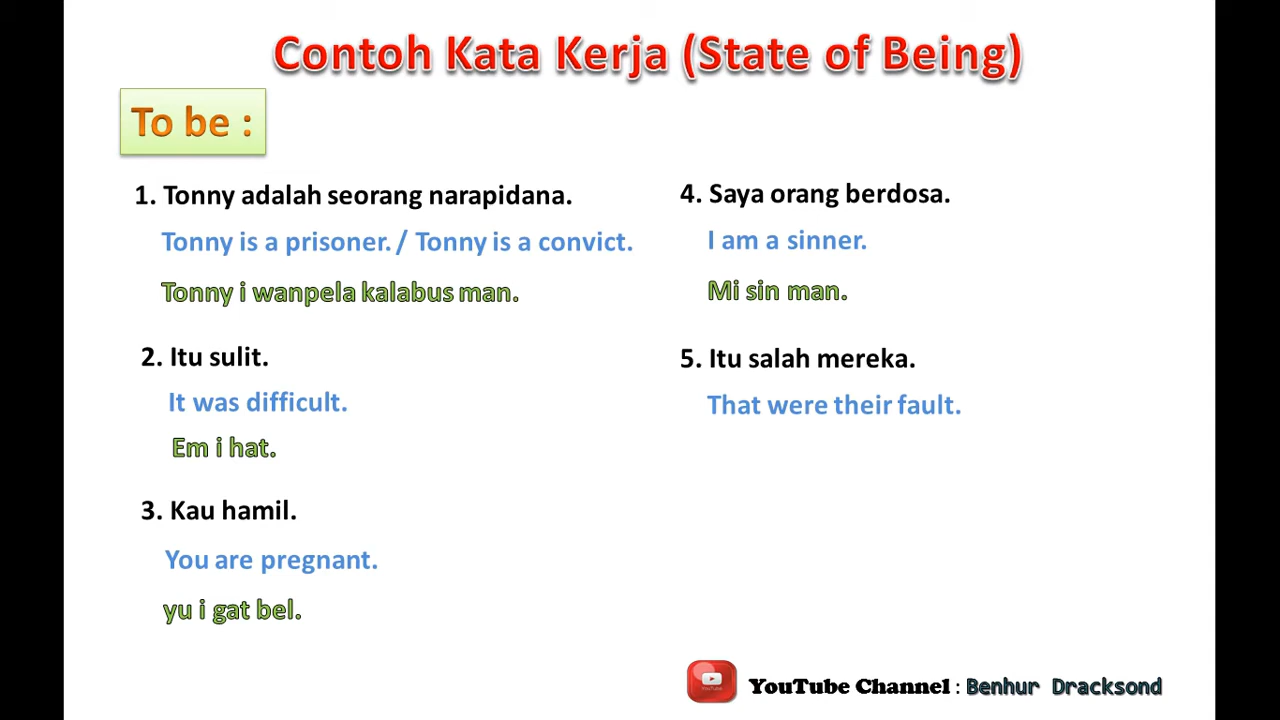 Contoh Kata Kerja (State of Being)
To be :
1. Tonny adalah seorang narapidana.
Tonny is a prisoner. / Tonny is a convict.
Tonny i wanpela kalabus man.
2. Itu sulit.
It was difficult.
Em i hat.
3. Kau hamil.
You are pregnant.
yu i gat bel.
4. Saya orang berdosa.
I am a sinner.
Mi sin man.
5. Itu salah mereka.
That were their fault.
YouTube
YouTube Channel : Benhur Dracksond